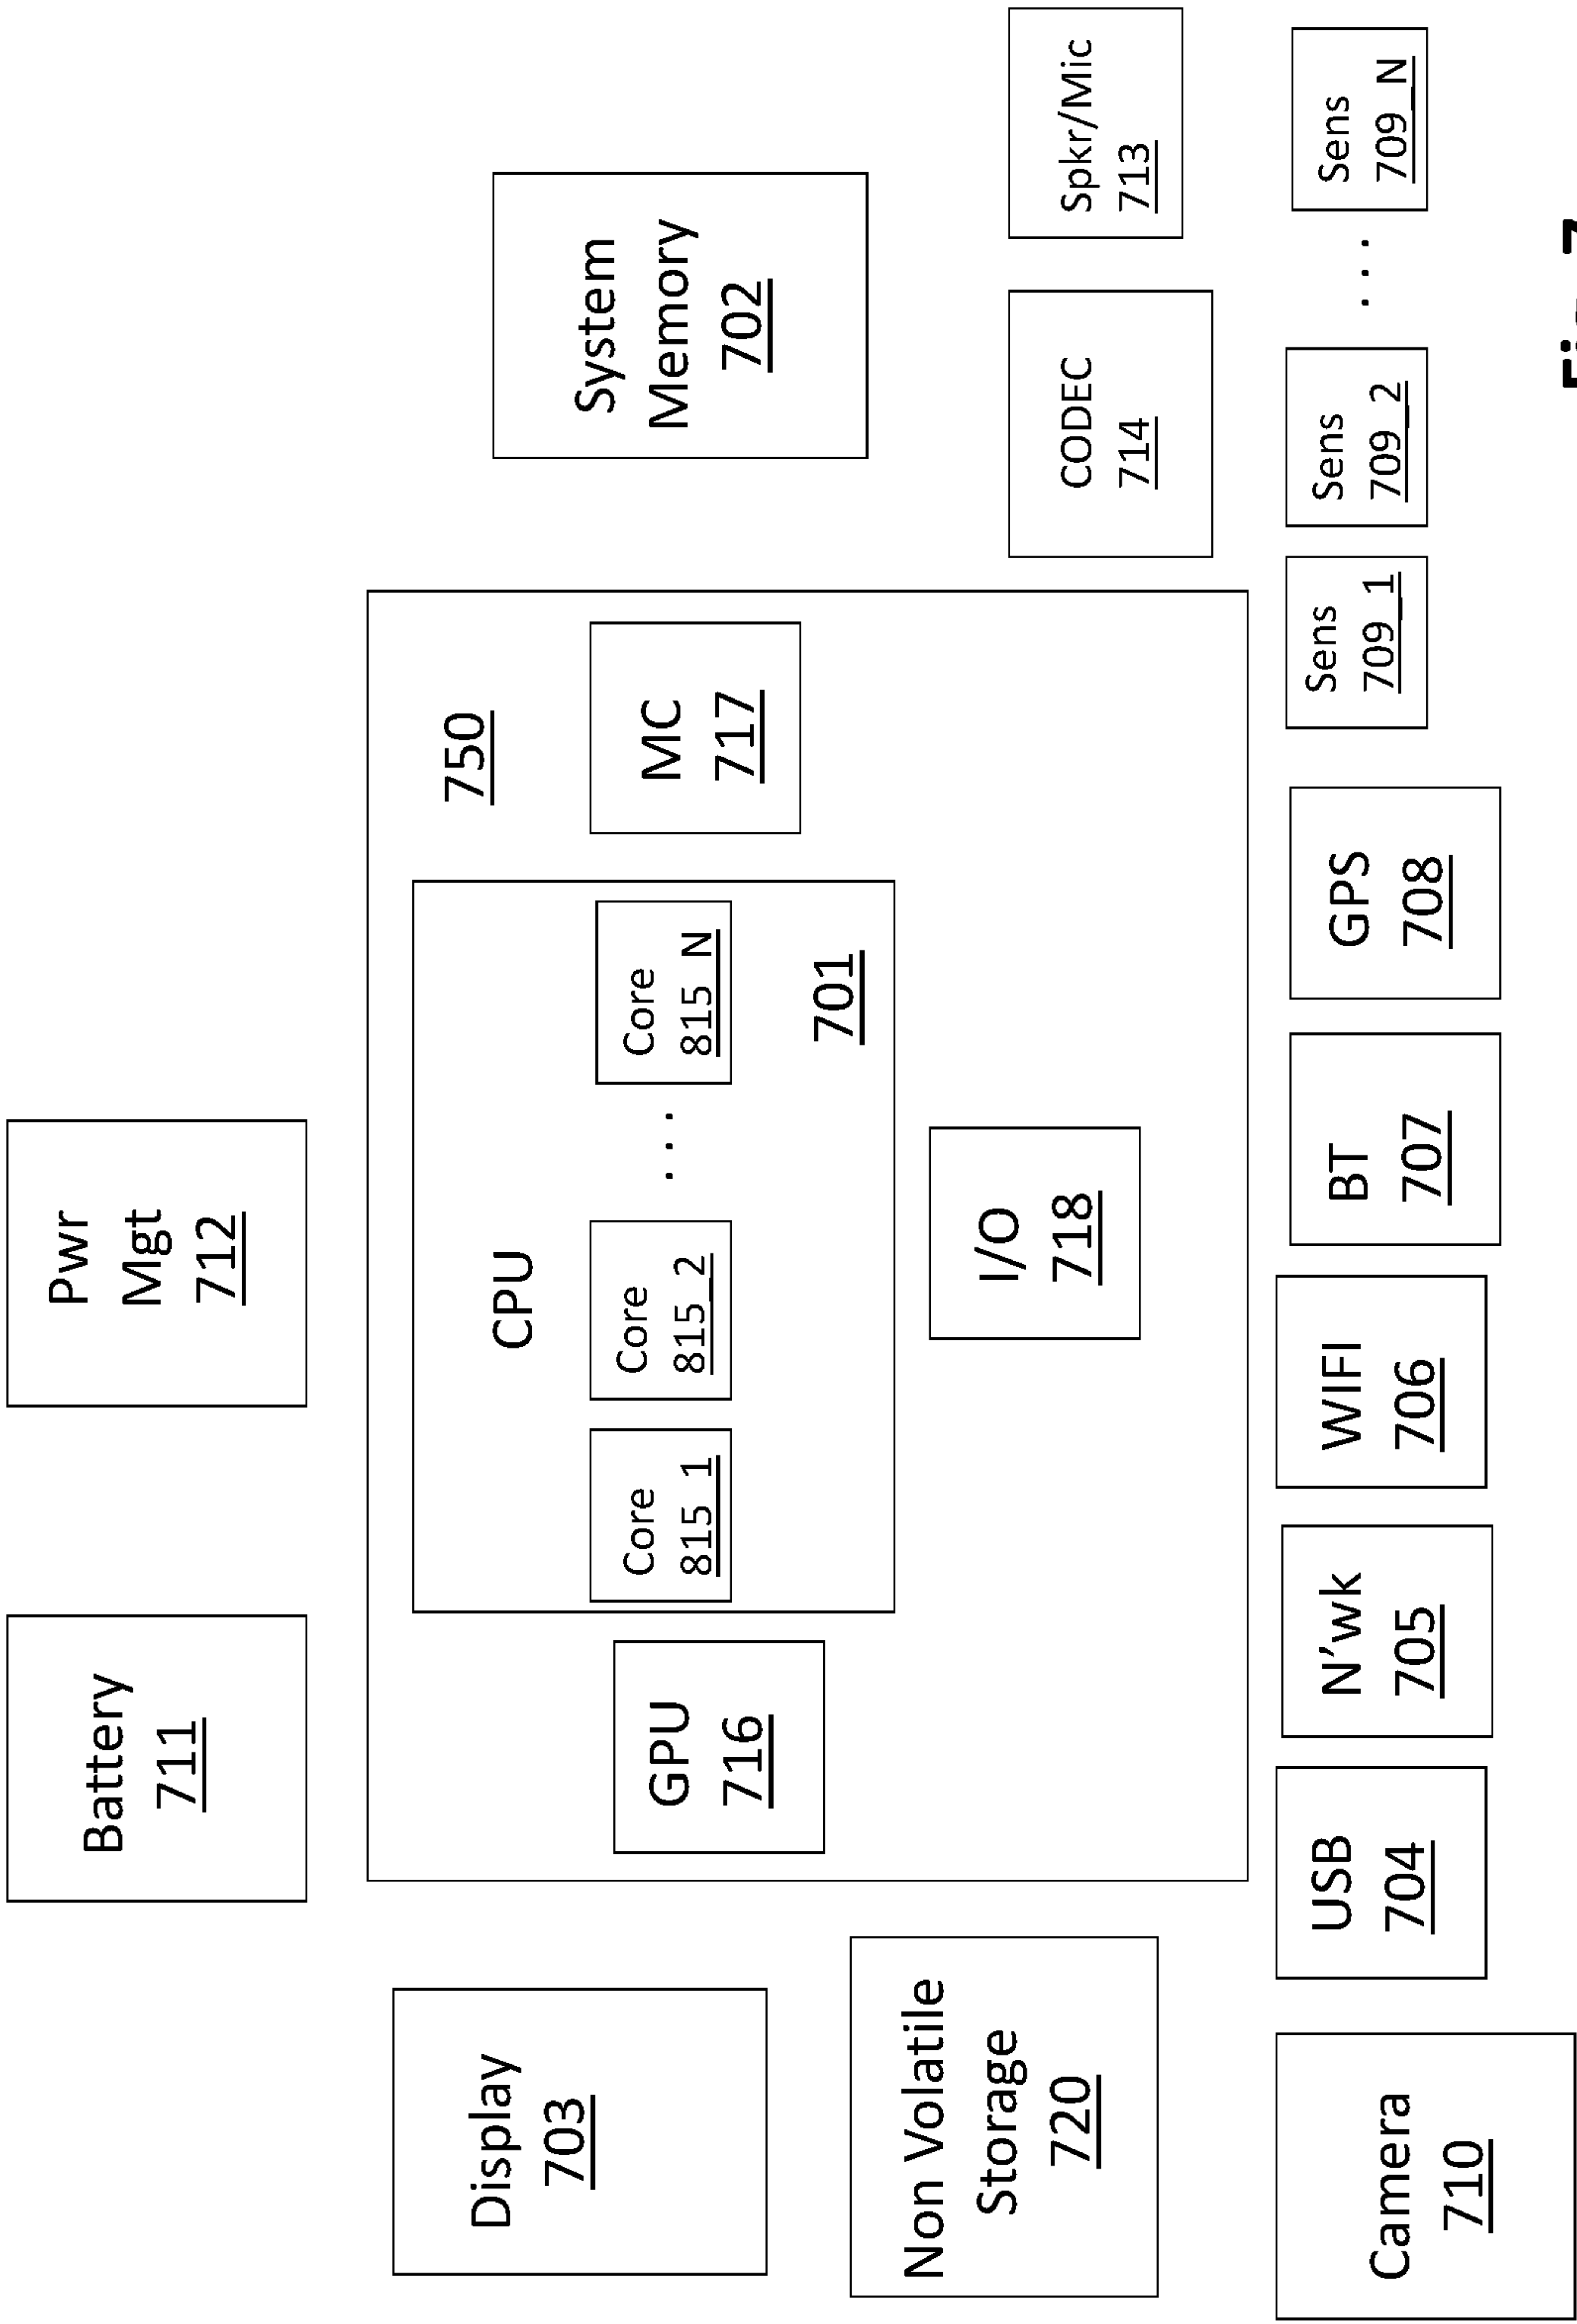 Battery
711
Pwr
Mgt
712
Display
703
750
CPU
Core
815_1
Core
815_2
. . .
Core
815_N
701
GPU
716
MC
717
I/O
718
System
Memory
702
Non Volatile
Storage
720
CODEC
714
Spkr/Mic
713
Camera
710
USB
704
N'wk
705
WIFI
706
BT
707
GPS
708
Sens
709_1
Sens
709_2
. . .
Sens
709_N